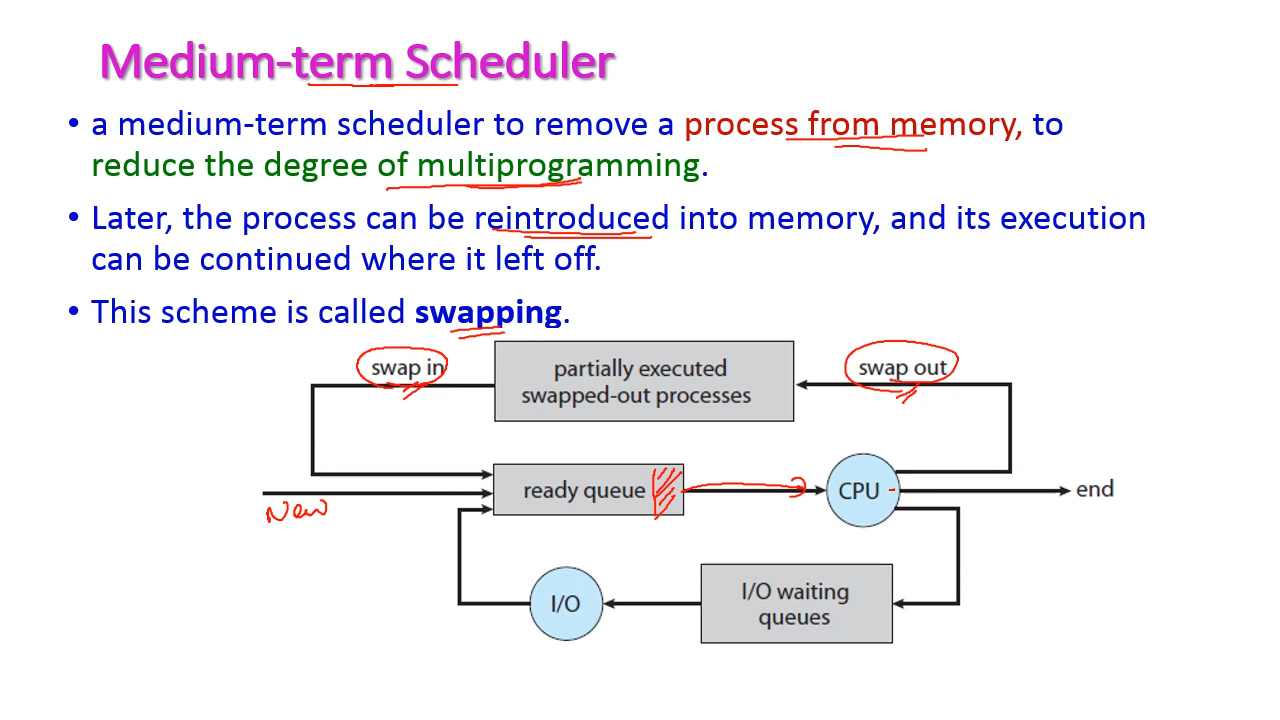 Medium-term Scheduler
• a medium-term scheduler to remove a process from memory, to
reduce the degree of multiprogramming.
• Later, the process can be reintroduced into memory, and its execution
can be continued where it left off.
• This scheme is called swapping.
swap in
partially executed
swapped-out processes
swap out
ready queue
CPU
end
New
I/O
I/O waiting
queues